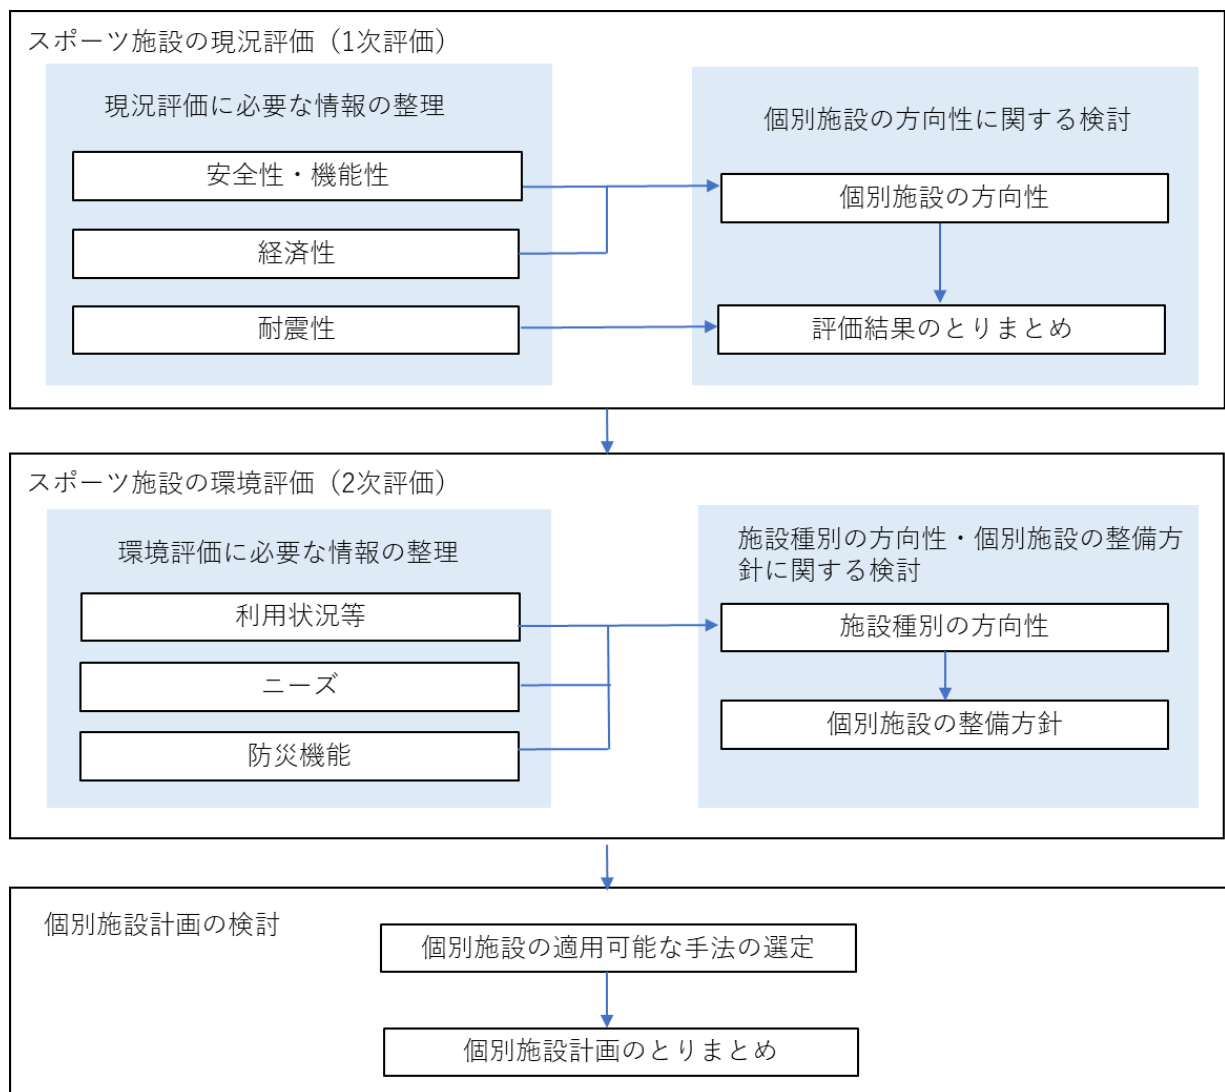 スポーツ施設の現況評価（1次評価）
現況評価に必要な情報の整理
安全性・機能性
経済性
耐震性
個別施設の方向性に関する検討
個別施設の方向性
評価結果のとりまとめ
スポーツ施設の環境評価（2次評価）
環境評価に必要な情報の整理
利用状況等
ニーズ
防災機能
施設種別の方向性・個別施設の整備方
針に関する検討
施設種別の方向性
個別施設の整備方針
個別施設計画の検討
個別施設の適用可能な手法の選定
個別施設計画のとりまとめ